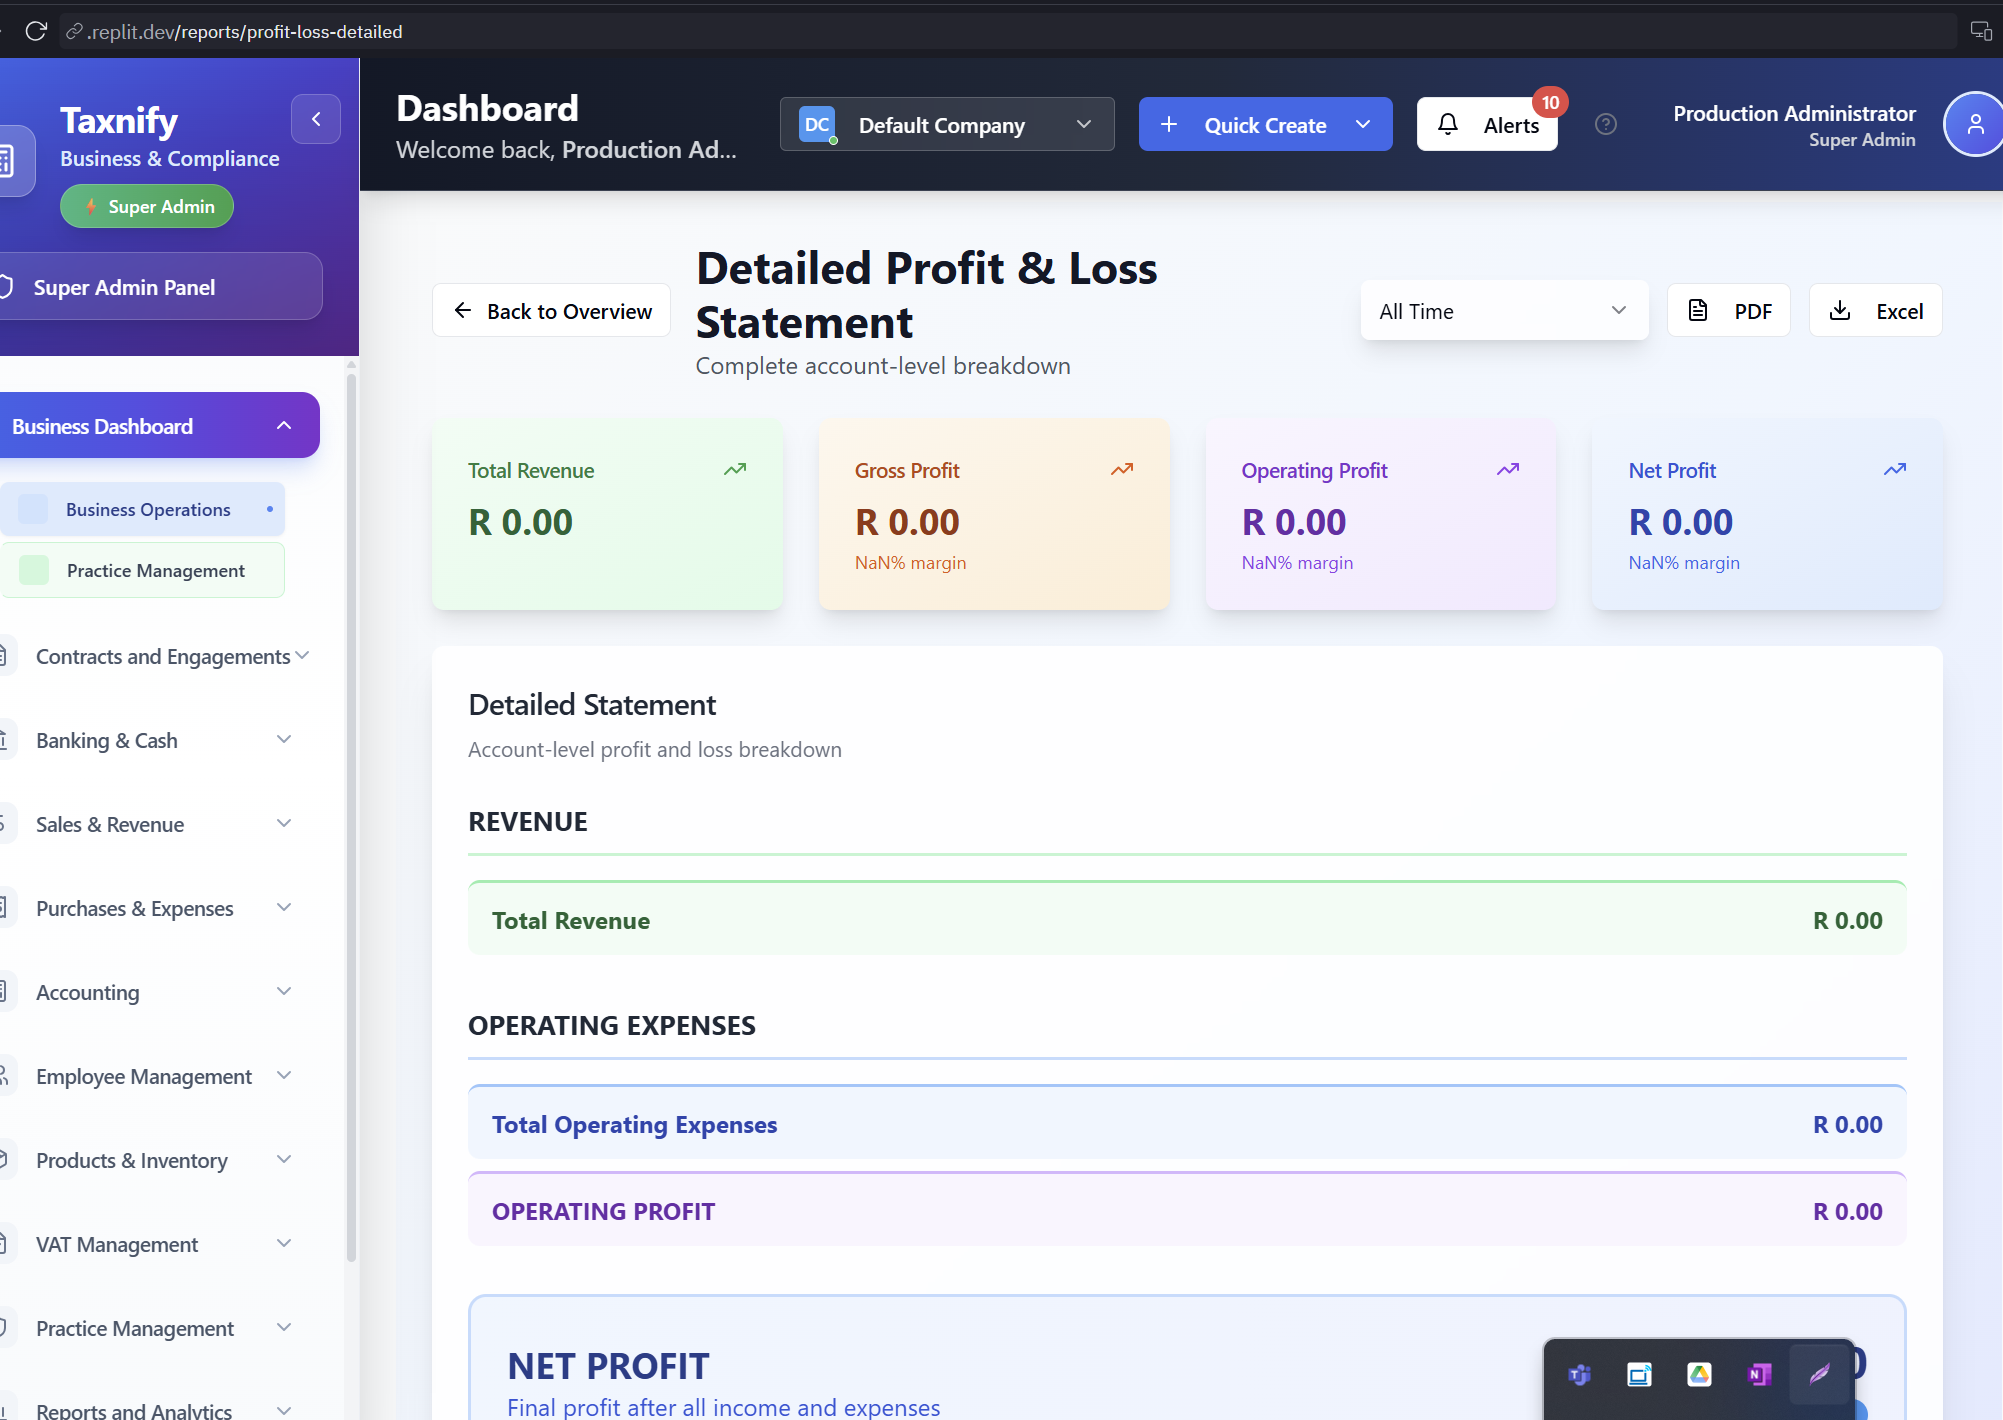 .replit.dev/reports/profit-loss-detailed
Taxnify
Business & Compliance
Super Admin
Super Admin Panel
Dashboard
Welcome back, Production Ad...
DC
Default Company
Quick Create
Alerts
10
Production Administrator
Super Admin
Business Dashboard
Business Operations
Practice Management
Contracts and Engagements
Banking & Cash
Sales & Revenue
Purchases & Expenses
Accounting
Employee Management
Products & Inventory
VAT Management
Practice Management
Reports and Analytics
Back to Overview
Detailed Profit & Loss
Statement
Complete account-level breakdown
All Time
PDF
Excel
Total Revenue
R 0.00
Gross Profit
R 0.00
NaN% margin
Operating Profit
R 0.00
NaN% margin
Net Profit
R 0.00
NaN% margin
Detailed Statement
Account-level profit and loss breakdown
REVENUE
Total Revenue
R 0.00
OPERATING EXPENSES
Total Operating Expenses
R 0.00
OPERATING PROFIT
R 0.00
NET PROFIT
Final profit after all income and expenses